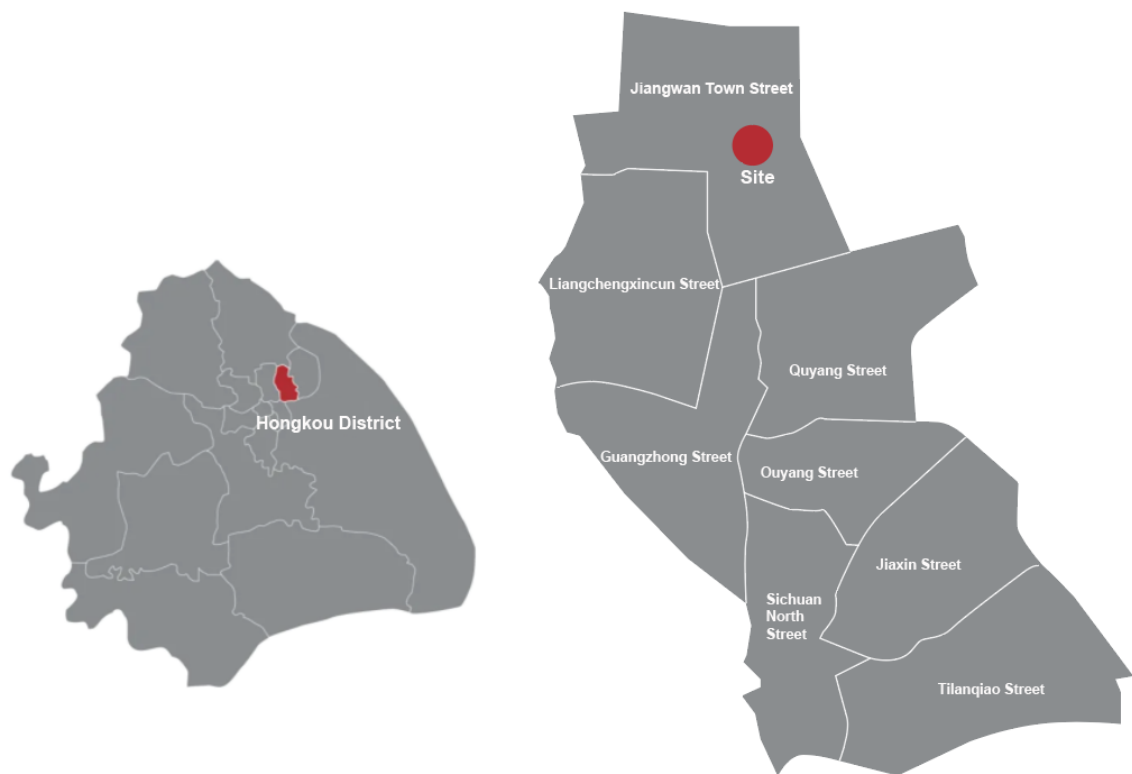 Jiangwan Town Street
Site
Liangchengxincun Street
Quyang Street
Hongkou District
Guangzhong Street
Ouyang Street
Jiaxin Street
Sichuan
North
Street
Tilanqiao Street